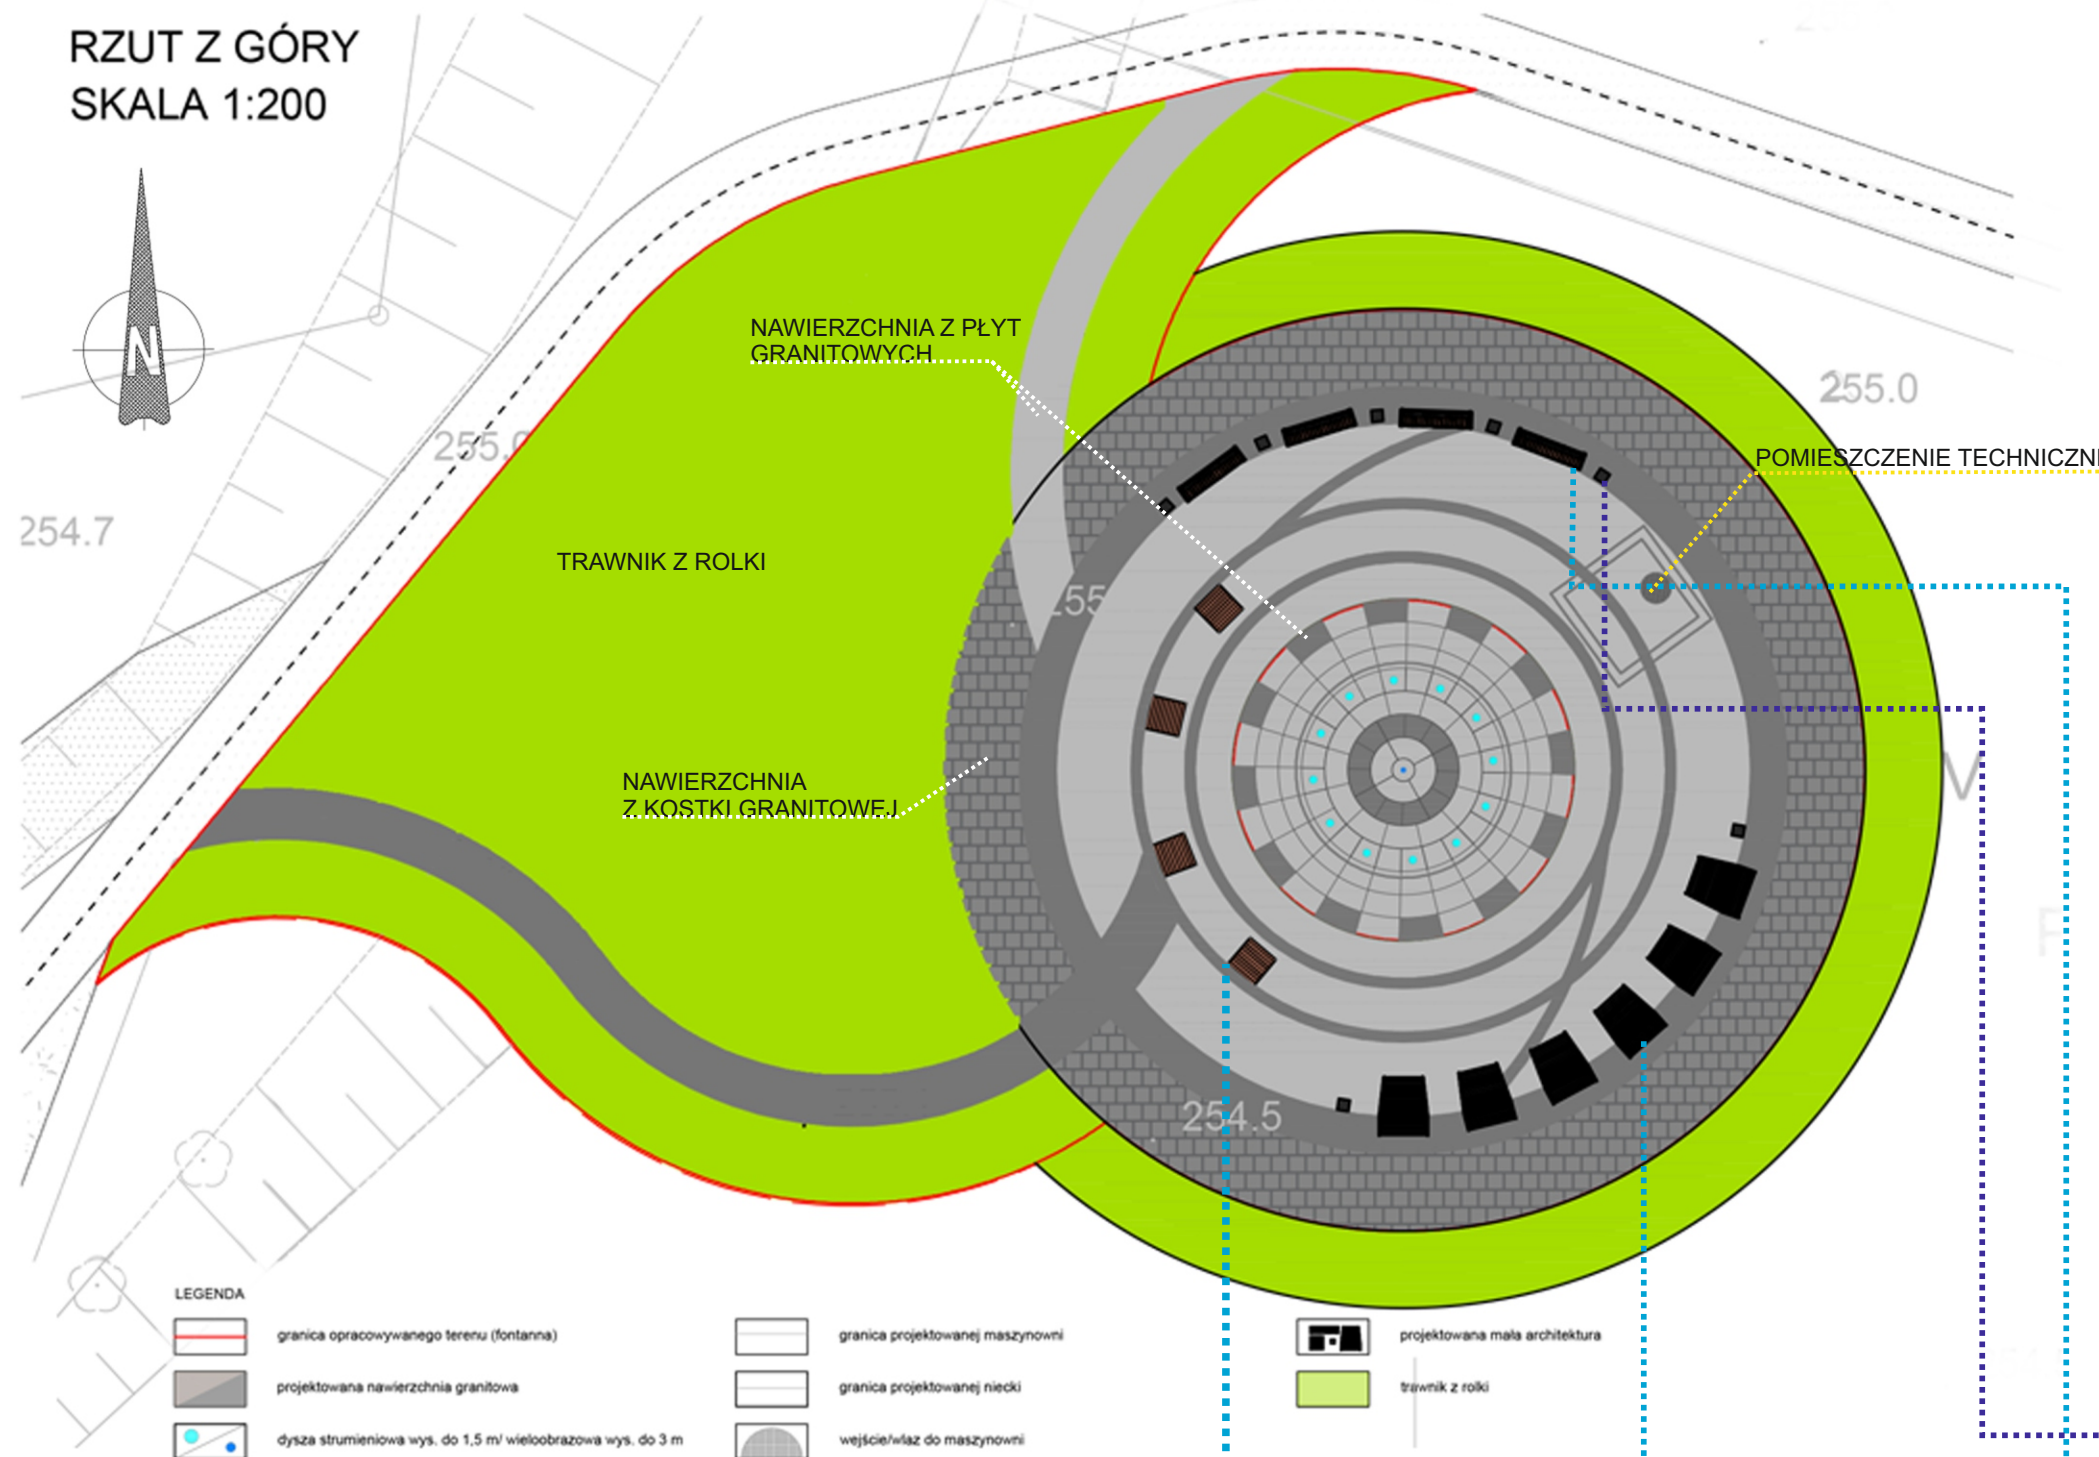 RZUT Z GÓRY
SKALA 1:200
N
NAWIERZCHNIA Z PŁYT
GRANITOWYCH
255.0
255.0
POMIESZCZENIE TECHNICZN
254.7
TRAWNIK Z ROLKI
255
NAWIERZCHNIA
Z KOSTKI GRANITOWEJ
254.5
LEGENDA
granica opracowywanego terenu (fontanna)
projektowana nawierzchnia granitowa
dysza strumieniowa wys. do 1,5 m/ wieloobrazowa wys. do 3 m
granica projektowanej maszynowni
granica projektowanej niecki
wejście/właz do maszynowni
projektowana mała architektura
trawnik z rolki